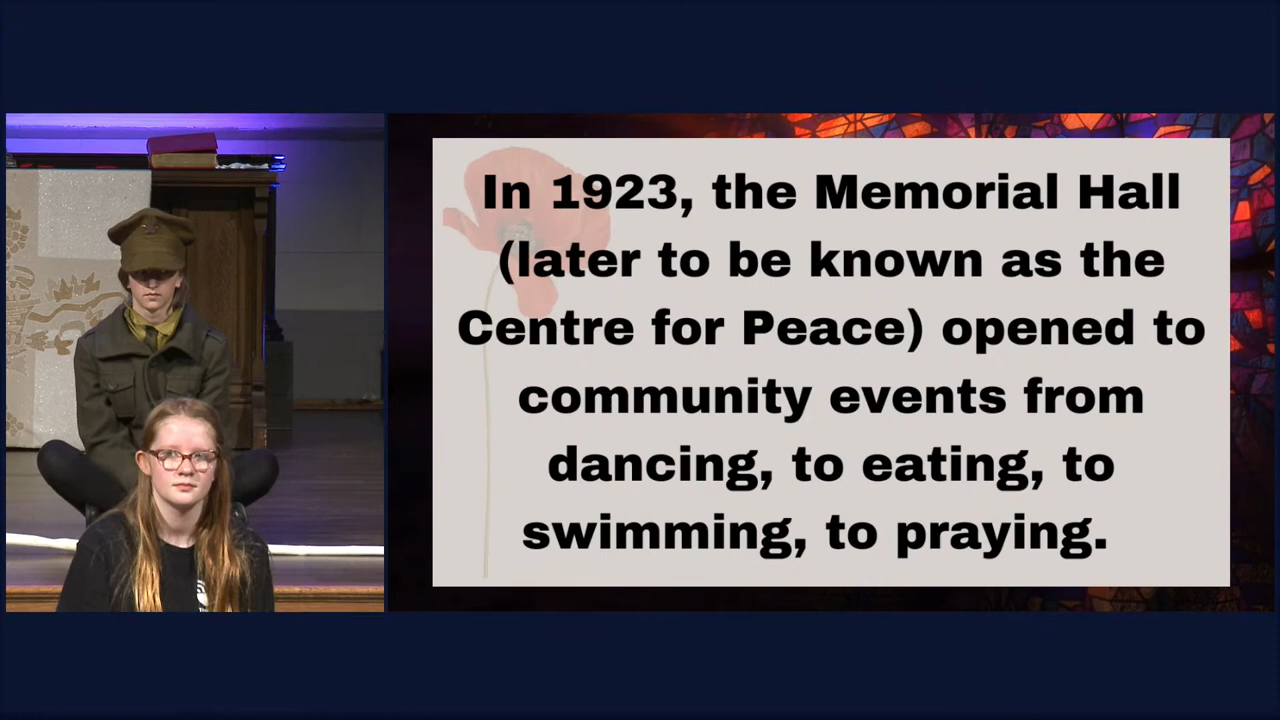 In 1923, the Memorial Hall
(later to be known as the
Centre for Peace) opened to
community events from
dancing, to eating, to
swimming, to praying.